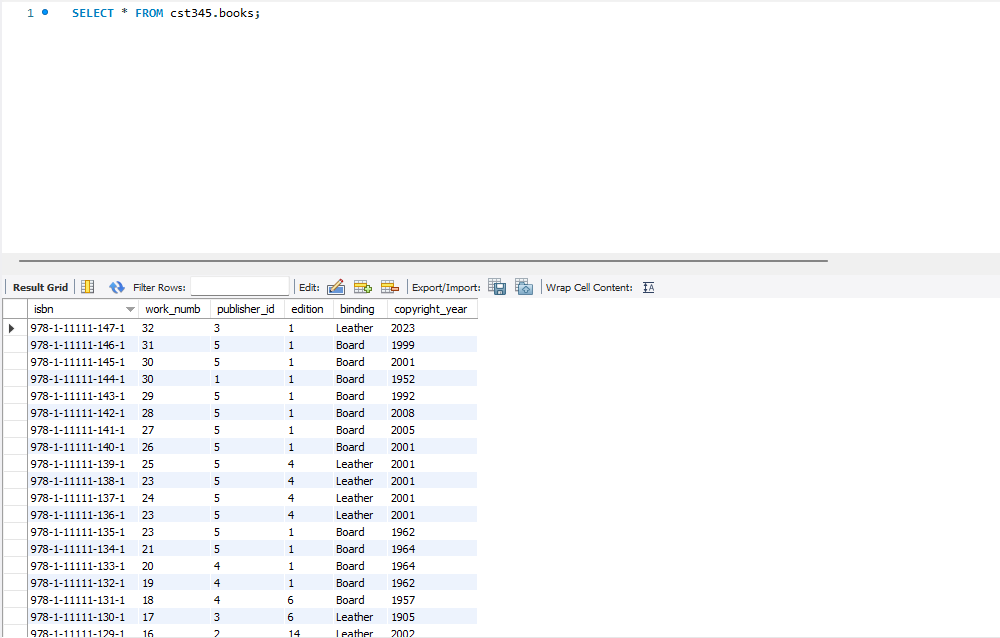 1 SELECT * FROM cst345.books;
Result Grid Filter Rows: Edit: Export/Import: Wrap Cell Content: IA
isbn work_numb publisher_id edition binding copyright_year
978-1-11111-147-1 32 3 1 Leather 2023
978-1-11111-146-1 31 5 1 Board 1999
978-1-11111-145-1 30 5 1 Board 2001
978-1-11111-144-1 30 1 1 Board 1952
978-1-11111-143-1 29 5 1 Board 1992
978-1-11111-142-1 28 5 1 Board 2008
978-1-11111-141-1 27 5 1 Board 2005
978-1-11111-140-1 26 5 1 Board 2001
978-1-11111-139-1 25 5 4 Leather 2001
978-1-11111-138-1 23 5 4 Leather 2001
978-1-11111-137-1 24 5 4 Leather 2001
978-1-11111-136-1 23 5 4 Leather 2001
978-1-11111-135-1 23 5 1 Board 1962
978-1-11111-134-1 21 5 1 Board 1964
978-1-11111-133-1 20 4 1 Board 1964
978-1-11111-132-1 19 4 1 Board 1962
978-1-11111-131-1 18 4 6 Board 1957
978-1-11111-130-1 17 3 6 Leather 1905
978-1-11111-129-1 16 2 14 Leather 2002